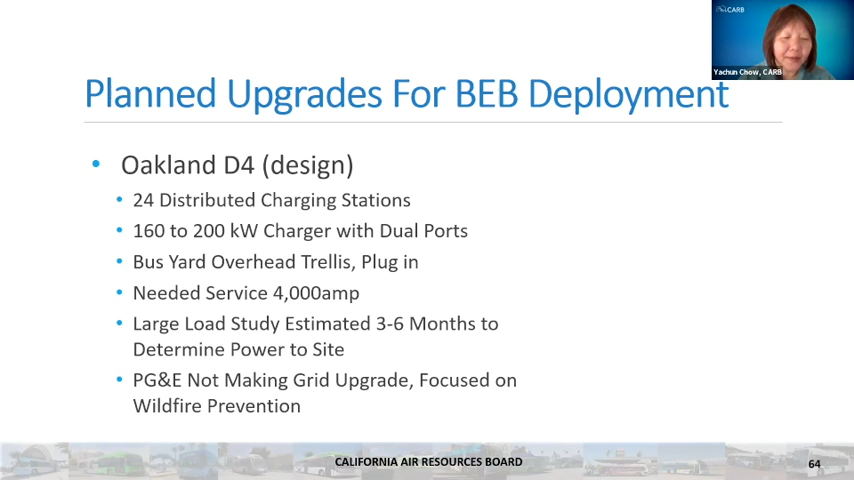 CARB
Yachun Chow, CARB
Planned Upgrades For BEB Deployment
• Oakland D4 (design)
• 24 Distributed Charging Stations
• 160 to 200 kW Charger with Dual Ports
• Bus Yard Overhead Trellis, Plug in
• Needed Service 4,000amp
• Large Load Study Estimated 3-6 Months to
Determine Power to Site
• PG&E Not Making Grid Upgrade, Focused on
Wildfire Prevention
CALIFORNIA AIR RESOURCES BOARD
64